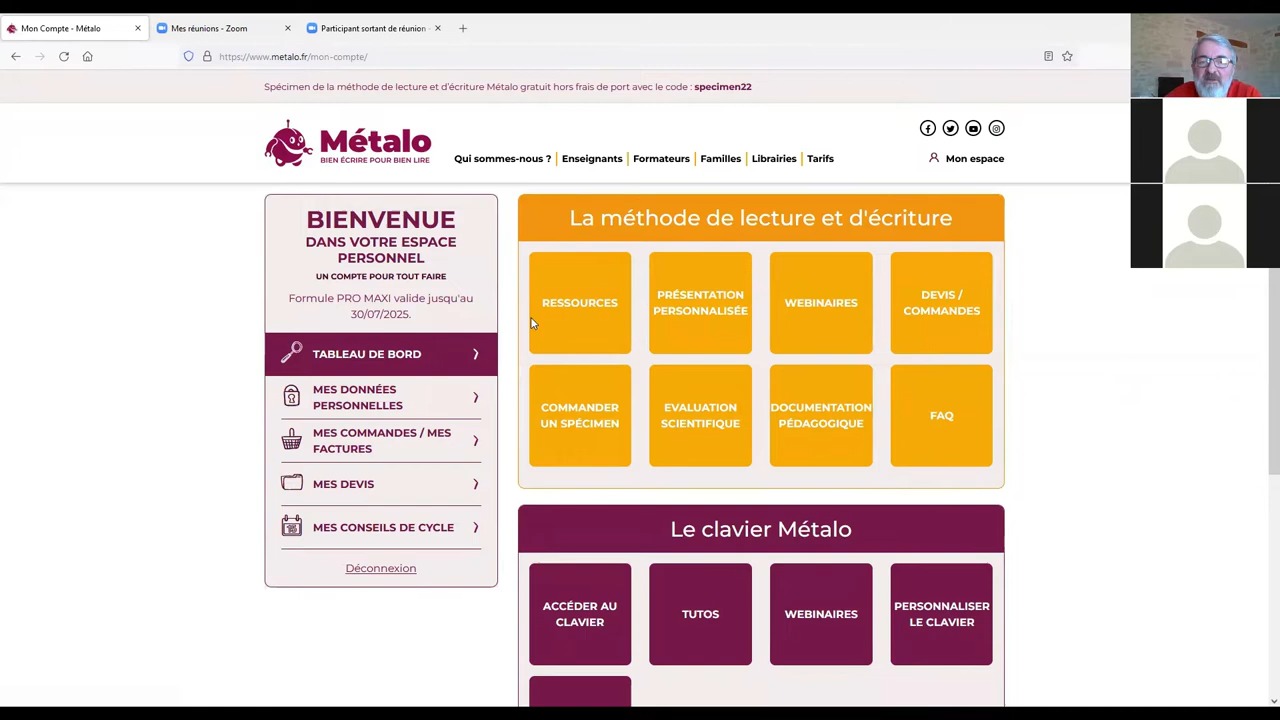 Mon Compte - Métalo
Mes réunions - Zoom
Participant sortant de réunion -
https://www.metalo.fr/mon-compte/
Spécimen de la méthode de lecture et d'écriture Métalo gratuit hors frais de port avec le code : specimen22
Métalo
BIEN ÉCRIRE POUR BIEN LIRE
Qui sommes-nous ?
Enseignants
Formateurs
Familles
Librairies
Tarifs
Mon espace
BIENVENUE
DANS VOTRE ESPACE
PERSONNEL
UN COMPTE POUR TOUT FAIRE
Formule PRO MAXI valide jusqu'au
30/07/2025.
TABLEAU DE BORD
MES DONNÉES
PERSONNELLES
MES COMMANDES / MES
FACTURES
MES DEVIS
MES CONSEILS DE CYCLE
Déconnexion
La méthode de lecture et d'écriture
RESSOURCES
PRÉSENTATION
PERSONNALISÉE
WEBINAIRES
DEVIS /
COMMANDES
COMMANDER
UN SPÉCIMEN
EVALUATION
SCIENTIFIQUE
DOCUMENTATION
PÉDAGOGIQUE
FAQ
Le clavier Métalo
ACCÉDER AU
CLAVIER
TUTOS
WEBINAIRES
PERSONNALISER
LE CLAVIER